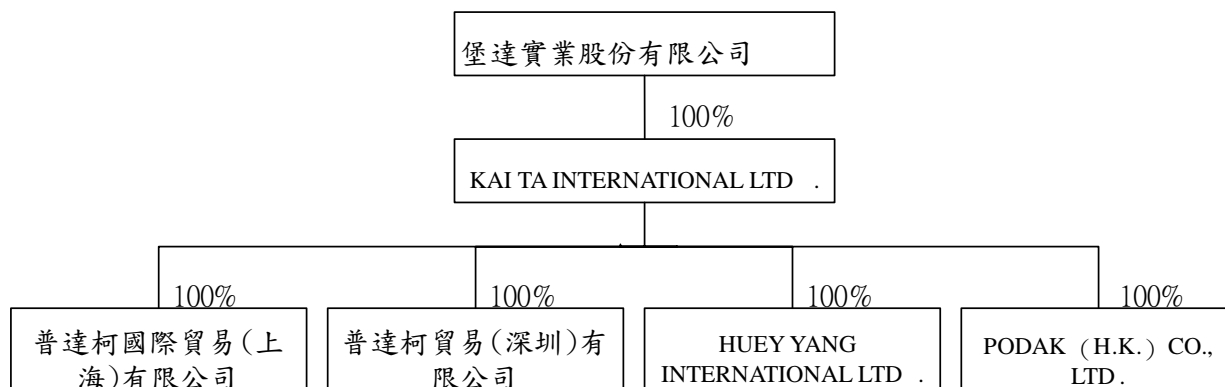 堡達實業股份有限公司
100%
KAI TA INTERNATIONAL LTD .
100%
100%
100%
100%
普達柯國際貿易(上
海)有限公司
普達柯貿易(深圳)有
限公司
HUEY YANG
INTERNATIONAL LTD .
PODAK (H.K.) CO.,
LTD.